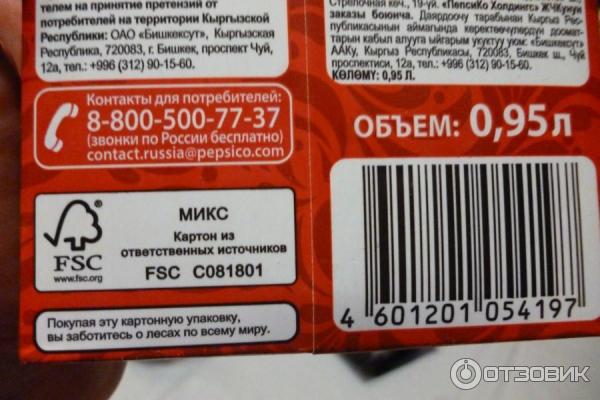 телем на принятие претензий от
потребителей на территории Кыргызской
Республики: ОАО «Бишкексут», Кыргызская
Республика, 720083, г. Бишкек, проспект Чуй,
12а, тел.: +996 (312) 90-15-60.
Контакты для потребителей:
8-800-500-77-37
(звонки по России бесплатно)
contact.russia@pepsico.com
FSC
www.fsc.org
МИКС
Картон из
ответственных источников
FSC C081801
Покупая эту картонную упаковку,
вы заботитесь о лесах по всему миру.
Стрелочная көч., 19-үй. «ПепсиКо Холдингс» ЖЧКунун
заказы боюнча. Даярдоочу тарабынан Кыргыз Рес-
публикасынын аймагында керектөөчүлөрдүн доомат-
тарын кабыл алууга ыйгарым укуктуу уюм: «Бишкексут»
ААКу, Кыргыз Республикасы, 720083, Бишкек ш., Чүй
проспектиси, 12а, тел.: +996 (312) 90-15-60.
КӨЛӨМҮ: 0,95 Л.
ОБЪЕМ: 0,95л
4 601201 054197
ОТЗОВИК